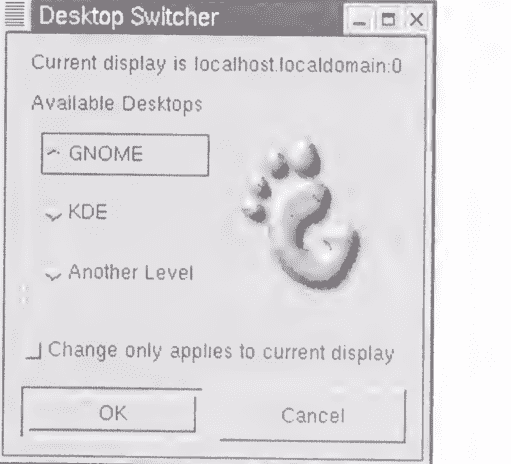 Desktop Switcher
Current display is localhost.localdomain:0
Available Desktops
GNOME
KDE
Another Level
Change only applies to current display
OK
Cancel